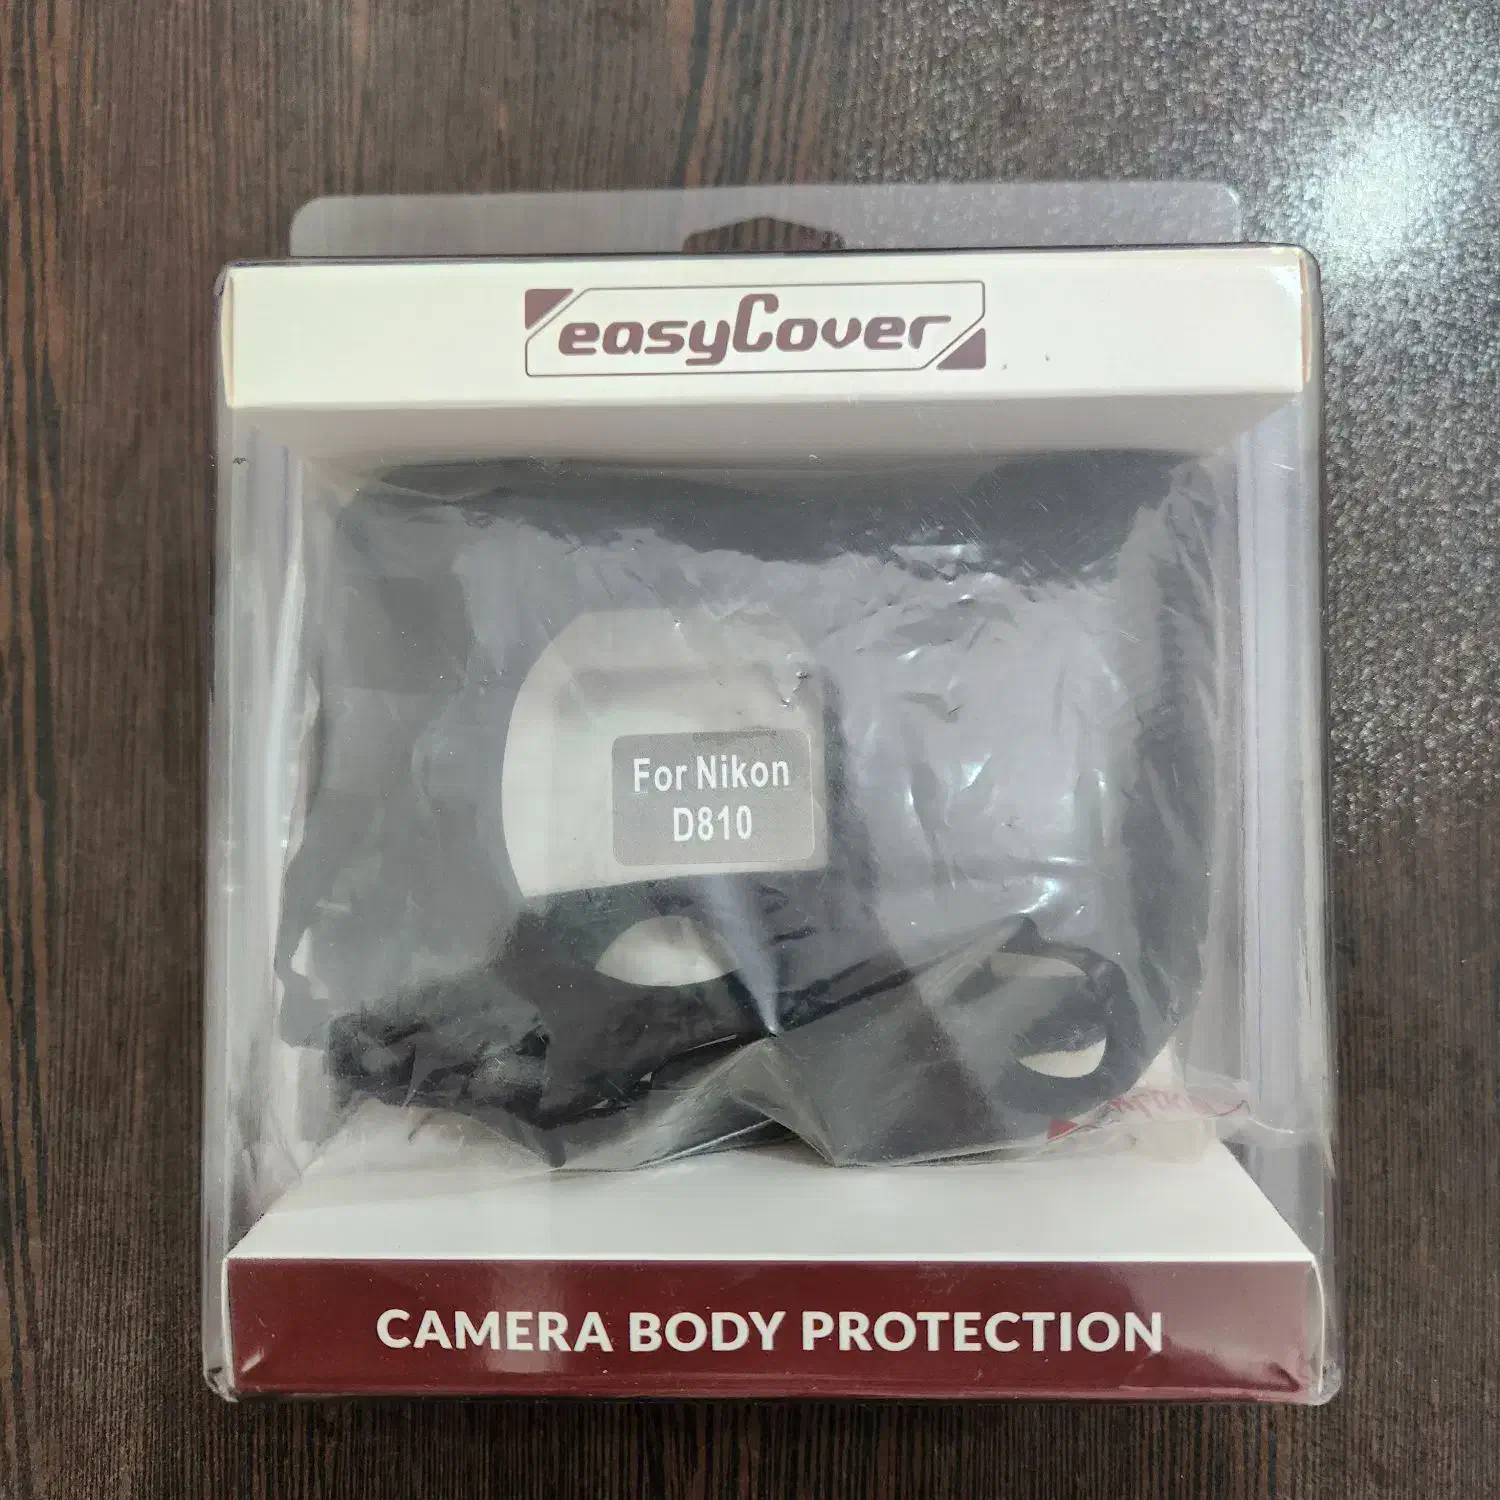 easyCover
For Nikon
D810
CAMERA BODY PROTECTION